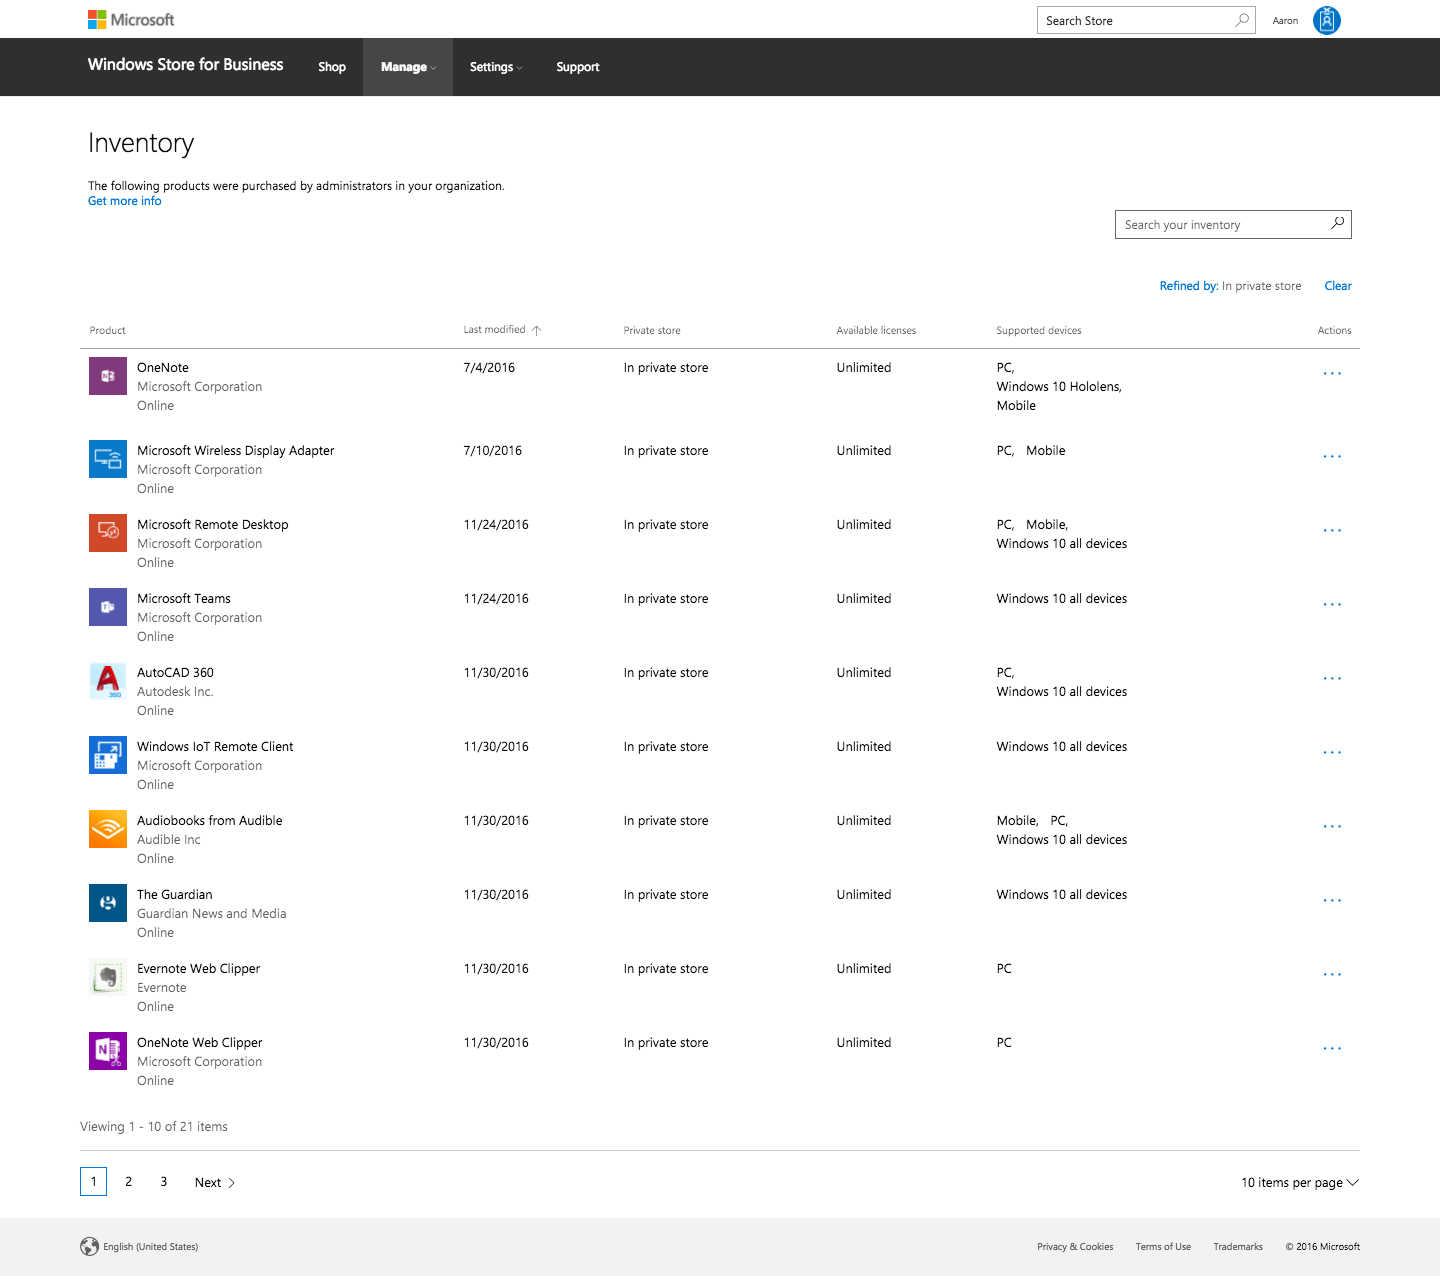 Microsoft
Search Store
Aaron
Windows Store for Business Shop Manage Settings Support
Inventory
The following products were purchased by administrators in your organization.
Get more info
Search your inventory
Refined by: In private store Clear
Product Last modified Private store Available licenses Supported devices Actions
OneNote 7/4/2016 In private store Unlimited PC,
Microsoft Corporation Windows 10 Hololens,
Online Mobile
Microsoft Wireless Display Adapter 7/10/2016 In private store Unlimited PC, Mobile
Microsoft Corporation
Online
Microsoft Remote Desktop 11/24/2016 In private store Unlimited PC, Mobile,
Microsoft Corporation Windows 10 all devices
Online
Microsoft Teams 11/24/2016 In private store Unlimited Windows 10 all devices
Microsoft Corporation
Online
AutoCAD 360 11/30/2016 In private store Unlimited PC,
Autodesk Inc. Windows 10 all devices
Online
Windows IoT Remote Client 11/30/2016 In private store Unlimited Windows 10 all devices
Microsoft Corporation
Online
Audiobooks from Audible 11/30/2016 In private store Unlimited Mobile, PC,
Audible Inc Windows 10 all devices
Online
The Guardian 11/30/2016 In private store Unlimited Windows 10 all devices
Guardian News and Media
Online
Evernote Web Clipper 11/30/2016 In private store Unlimited PC
Evernote
Online
OneNote Web Clipper 11/30/2016 In private store Unlimited PC
Microsoft Corporation
Online
Viewing 1 - 10 of 21 items
1 2 3 Next 10 items per page
English (United States) Privacy & Cookies Terms of Use Trademarks © 2016 Microsoft